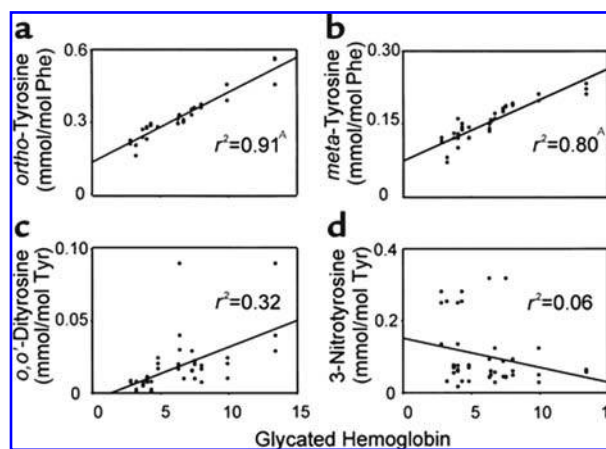 a
b
0.6
0.3
0
ortho-Tyrosine
(mmol/mol Phe)
r²=0.91ᴬ
0.30
0.15
0
meta-Tyrosine
(mmol/mol Phe)
r²=0.80ᴬ
c
d
0.10
0.05
0
o,o'-Dityrosine
(mmol/mol Tyr)
r²=0.32
0 5 10 15
0.4
0.2
0
3-Nitrotyrosine
(mmol/mol Tyr)
r²=0.06
0 5 10 15
Glycated Hemoglobin